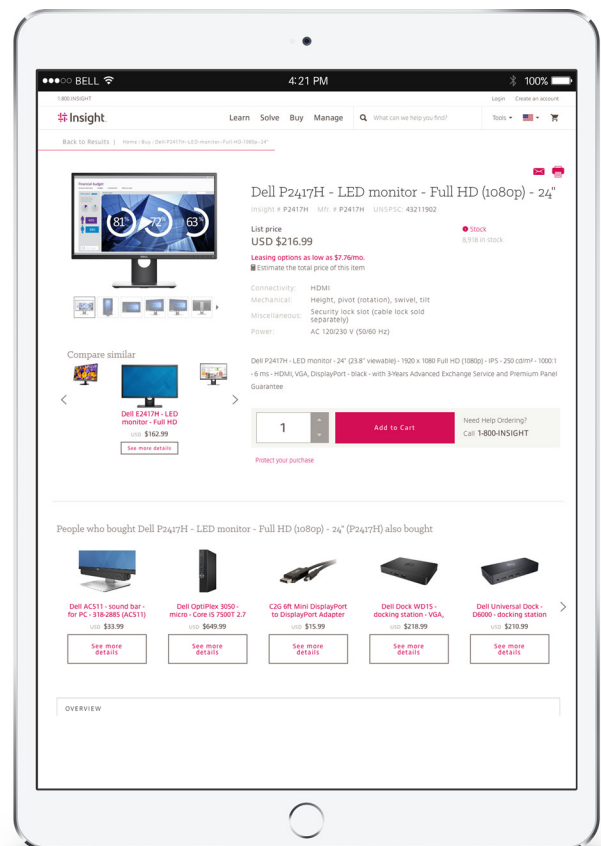 BELL 4:21 PM 100%
1.800.INSIGHT Login Create an account
Insight. Learn Solve Buy Manage What can we help you find? Tools
Back to Results | Home › Buy › Dell-P2417H-LED-monitor-Full-HD-1080p-24"
Financial budget
81% 72% 63%
Dell P2417H - LED monitor - Full HD (1080p) - 24"
Insight # P2417H Mfr. # P2417H UNSPSC: 43211902
List price
USD $216.99
Stock
8,916 in stock
Leasing options as low as $7.76/mo.
Estimate the total price of this item
Connectivity: HDMI
Mechanical: Height, pivot (rotation), swivel, tilt
Miscellaneous: Security lock slot (cable lock sold
separately)
Power: AC 120/230 V (50/60 Hz)
Compare similar
Dell E2417H - LED
monitor - Full HD
USD $162.99
See more details
Dell P2417H - LED monitor - 24" (23.8" viewable) - 1920 x 1080 Full HD (1080p) - IPS - 250 cd/m² - 1000:1
- 6 ms - HDMI, VGA, DisplayPort - black - with 3-Years Advanced Exchange Service and Premium Panel
Guarantee
1 Add to Cart
Need Help Ordering?
Call 1-800-INSIGHT
Protect your purchase
People who bought Dell P2417H - LED monitor - Full HD (1080p) - 24" (P2417H) also bought
Dell AC511 - sound bar -
for PC - 318-2885 (AC511)
USD $33.99
See more
details
Dell OptiPlex 3050 -
micro - Core i5 7500T 2.7
USD $649.99
See more
details
C2G 6ft Mini DisplayPort
to DisplayPort Adapter
USD $15.99
See more
details
Dell Dock WD15 -
docking station - VGA,
USD $218.99
See more
details
Dell Universal Dock -
D6000 - docking station
USD $210.99
See more
details
OVERVIEW